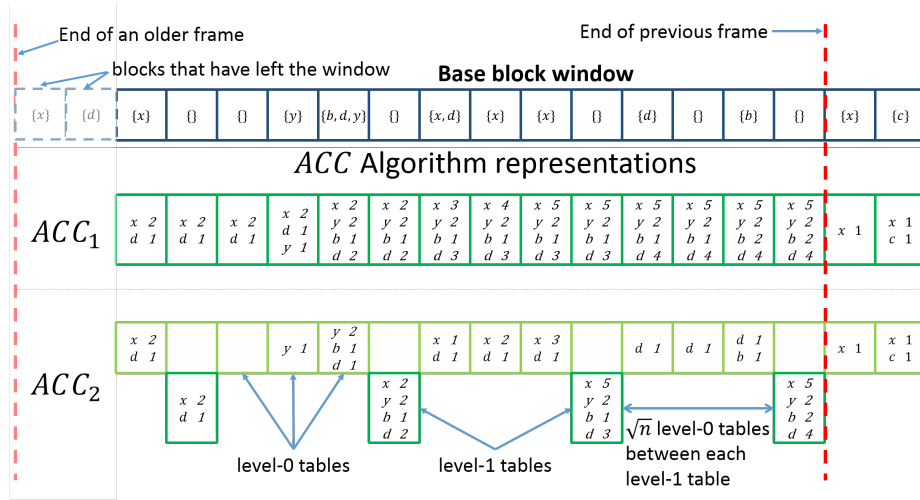 End of an older frame
End of previous frame
blocks that have left the window
Base block window
{x} {d} {x} {} {} {y} {b, d, y} {} {x, d} {x} {x} {} {d} {} {b} {} {x} {c}
ACC Algorithm representations
ACC₁
x 2 d 1
x 2 d 1
x 2 d 1
x 2 d 1 y 1
x 2 y 2 b 1 d 2
x 2 y 2 b 1 d 2
x 3 y 2 b 1 d 3
x 4 y 2 b 1 d 3
x 5 y 2 b 1 d 3
x 5 y 2 b 1 d 3
x 5 y 2 b 1 d 4
x 5 y 2 b 1 d 4
x 5 y 2 b 2 d 4
x 5 y 2 b 2 d 4
x 1
x 1 c 1
ACC₂
x 2 d 1
y 1
y 2 b 1 d 1
x 1 d 1
x 2 d 1
x 3 d 1
d 1
d 1
d 1 b 1
x 1
x 1 c 1
x 2 d 1
x 2 y 2 b 1 d 2
x 5 y 2 b 1 d 3
x 5 y 2 b 2 d 4
level-0 tables
level-1 tables
√n level-0 tables
between each
level-1 table